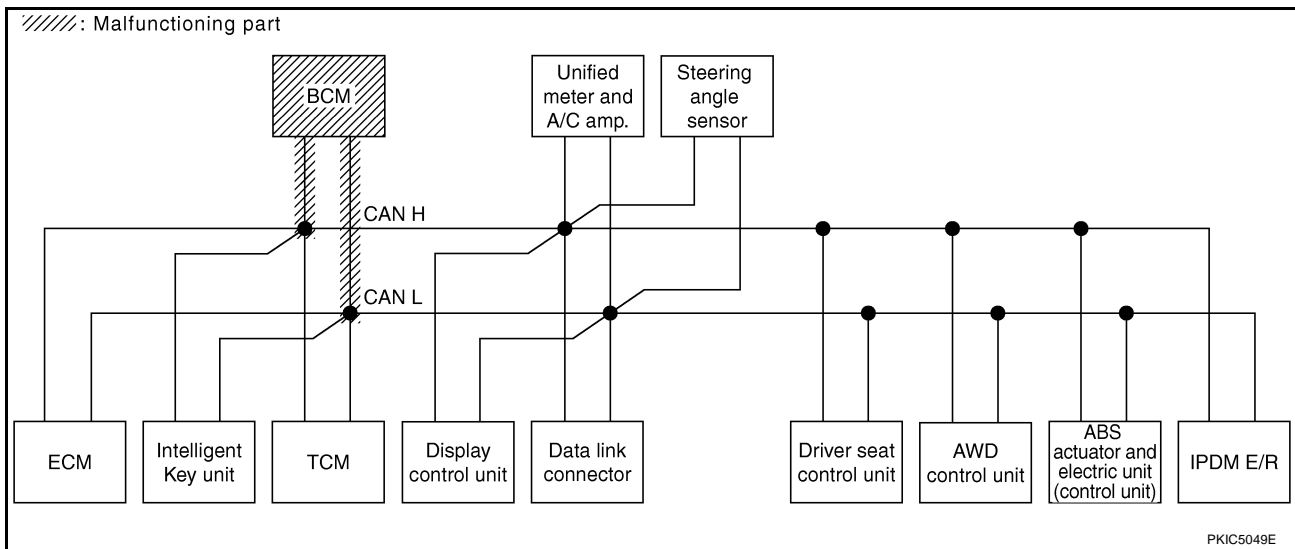 : Malfunctioning part
BCM
Unified
meter and
A/C amp.
Steering
angle
sensor
CAN H
CAN L
ECM
Intelligent
Key unit
TCM
Display
control unit
Data link
connector
Driver seat
control unit
AWD
control unit
ABS
actuator and
electric unit
(control unit)
IPDM E/R
PKIC5049E